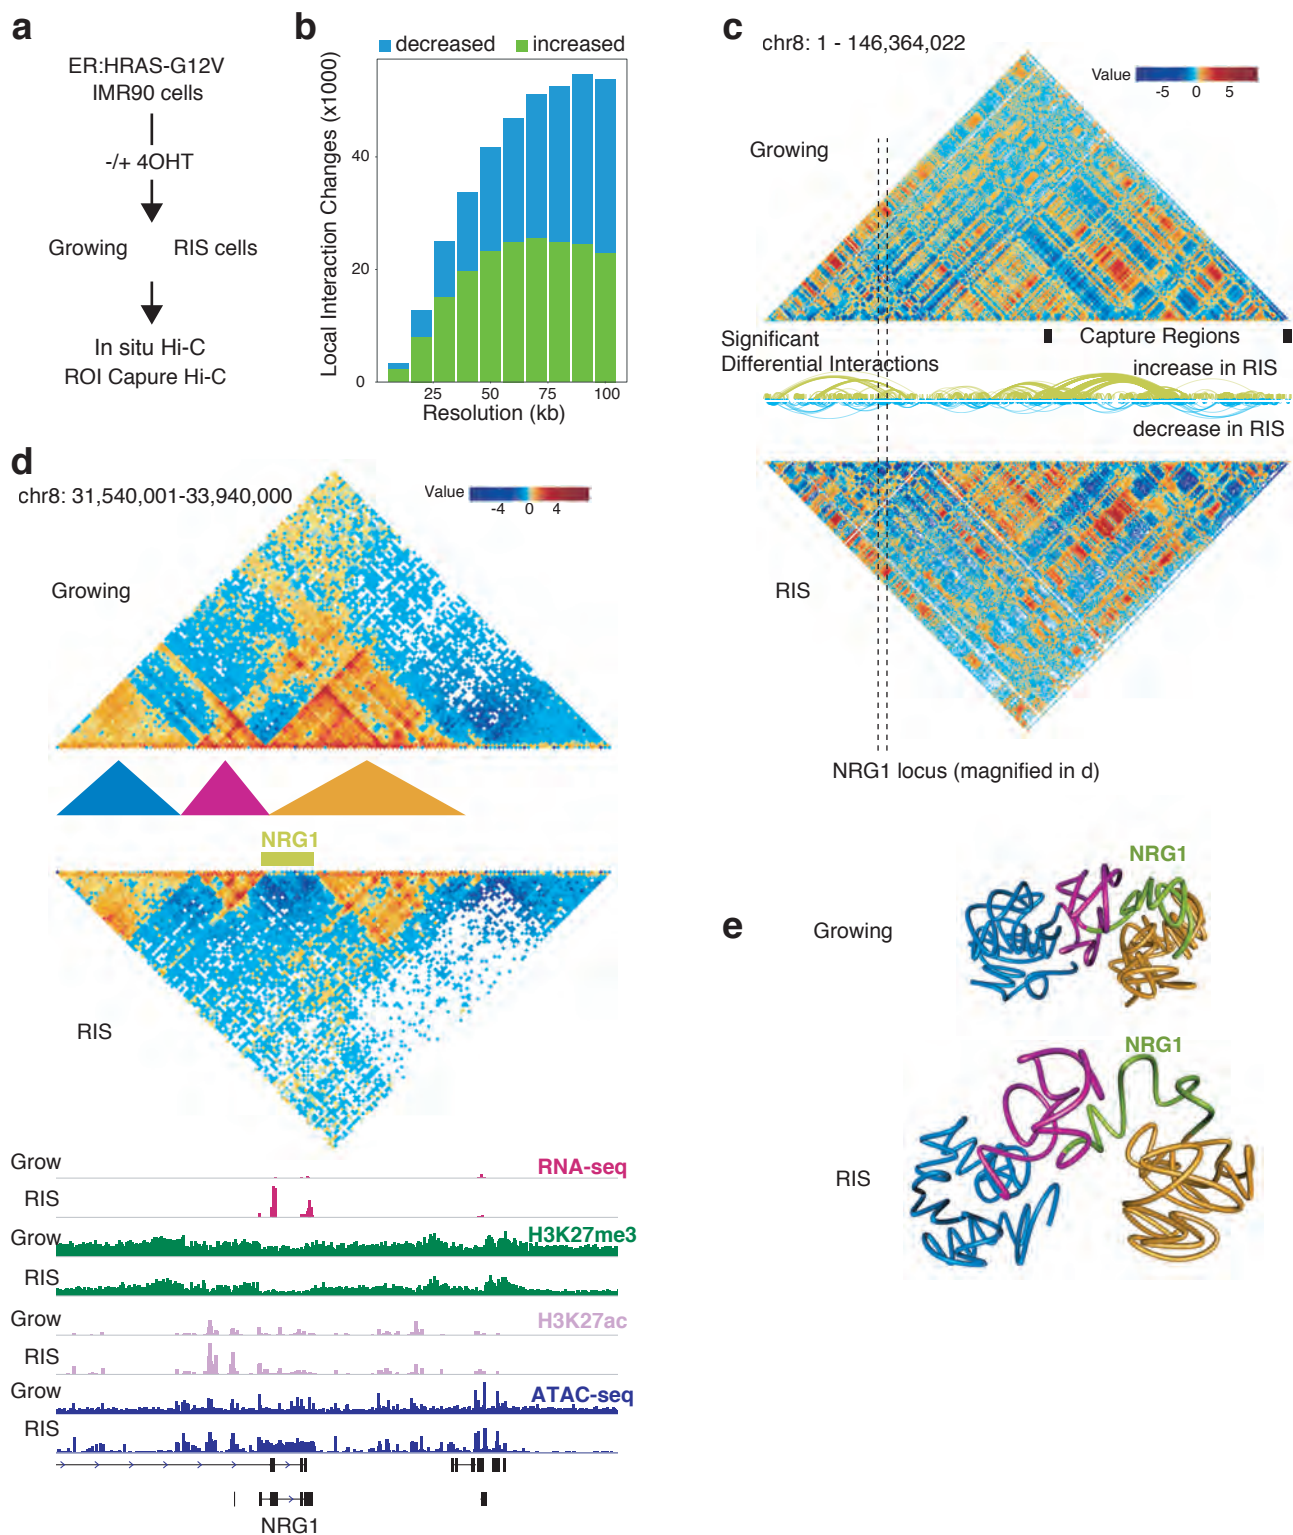 a
ER:HRAS-G12V
IMR90 cells
-/+ 4OHT
Growing RIS cells
In situ Hi-C
ROI Capure Hi-C
b
decreased increased
Local Interaction Changes (x1000)
40
20
0
25 50 75 100
Resolution (kb)
c
chr8: 1 - 146,364,022
Value
-5 0 5
Growing
Significant
Differential Interactions
Capture Regions
increase in RIS
decrease in RIS
RIS
NRG1 locus (magnified in d)
d
chr8: 31,540,001-33,940,000
Value
-4 0 4
Growing
NRG1
RIS
Grow RNA-seq
RIS
Grow H3K27me3
RIS
Grow H3K27ac
RIS
Grow ATAC-seq
RIS
NRG1
e
NRG1
Growing
NRG1
RIS